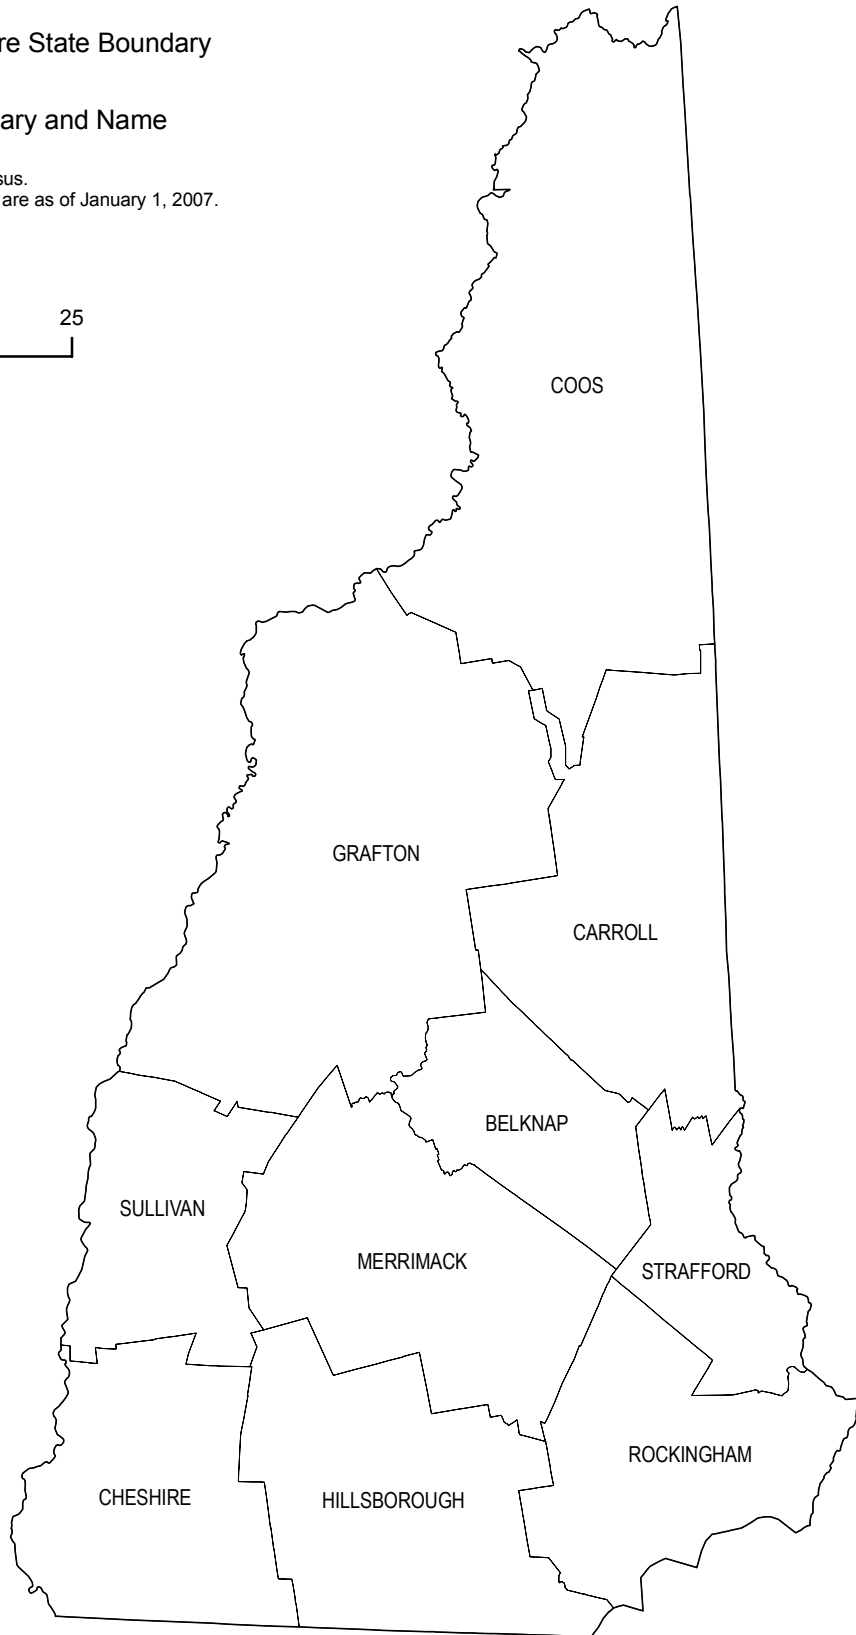 re State Boundary
ary and Name
sus.
are as of January 1, 2007.
25
COOS
GRAFTON
CARROLL
BELKNAP
SULLIVAN
MERRIMACK
STRAFFORD
ROCKINGHAM
CHESHIRE
HILLSBOROUGH